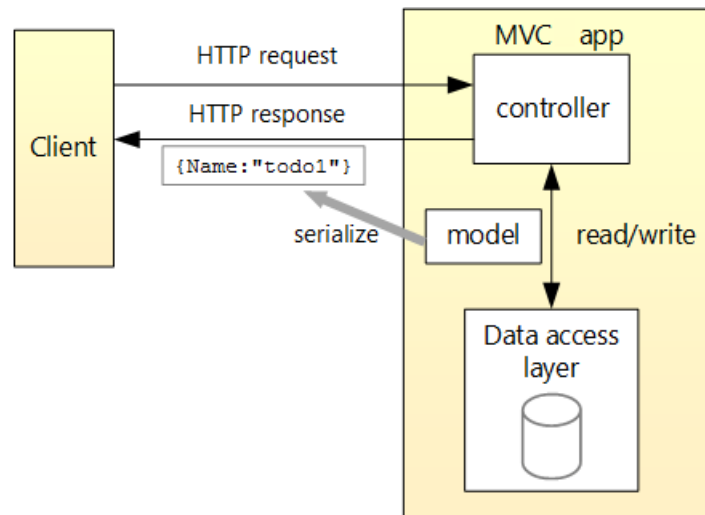 MVC app
HTTP request
controller
HTTP response
Client
{Name:"todo1"}
serialize
model
read/write
Data access
layer